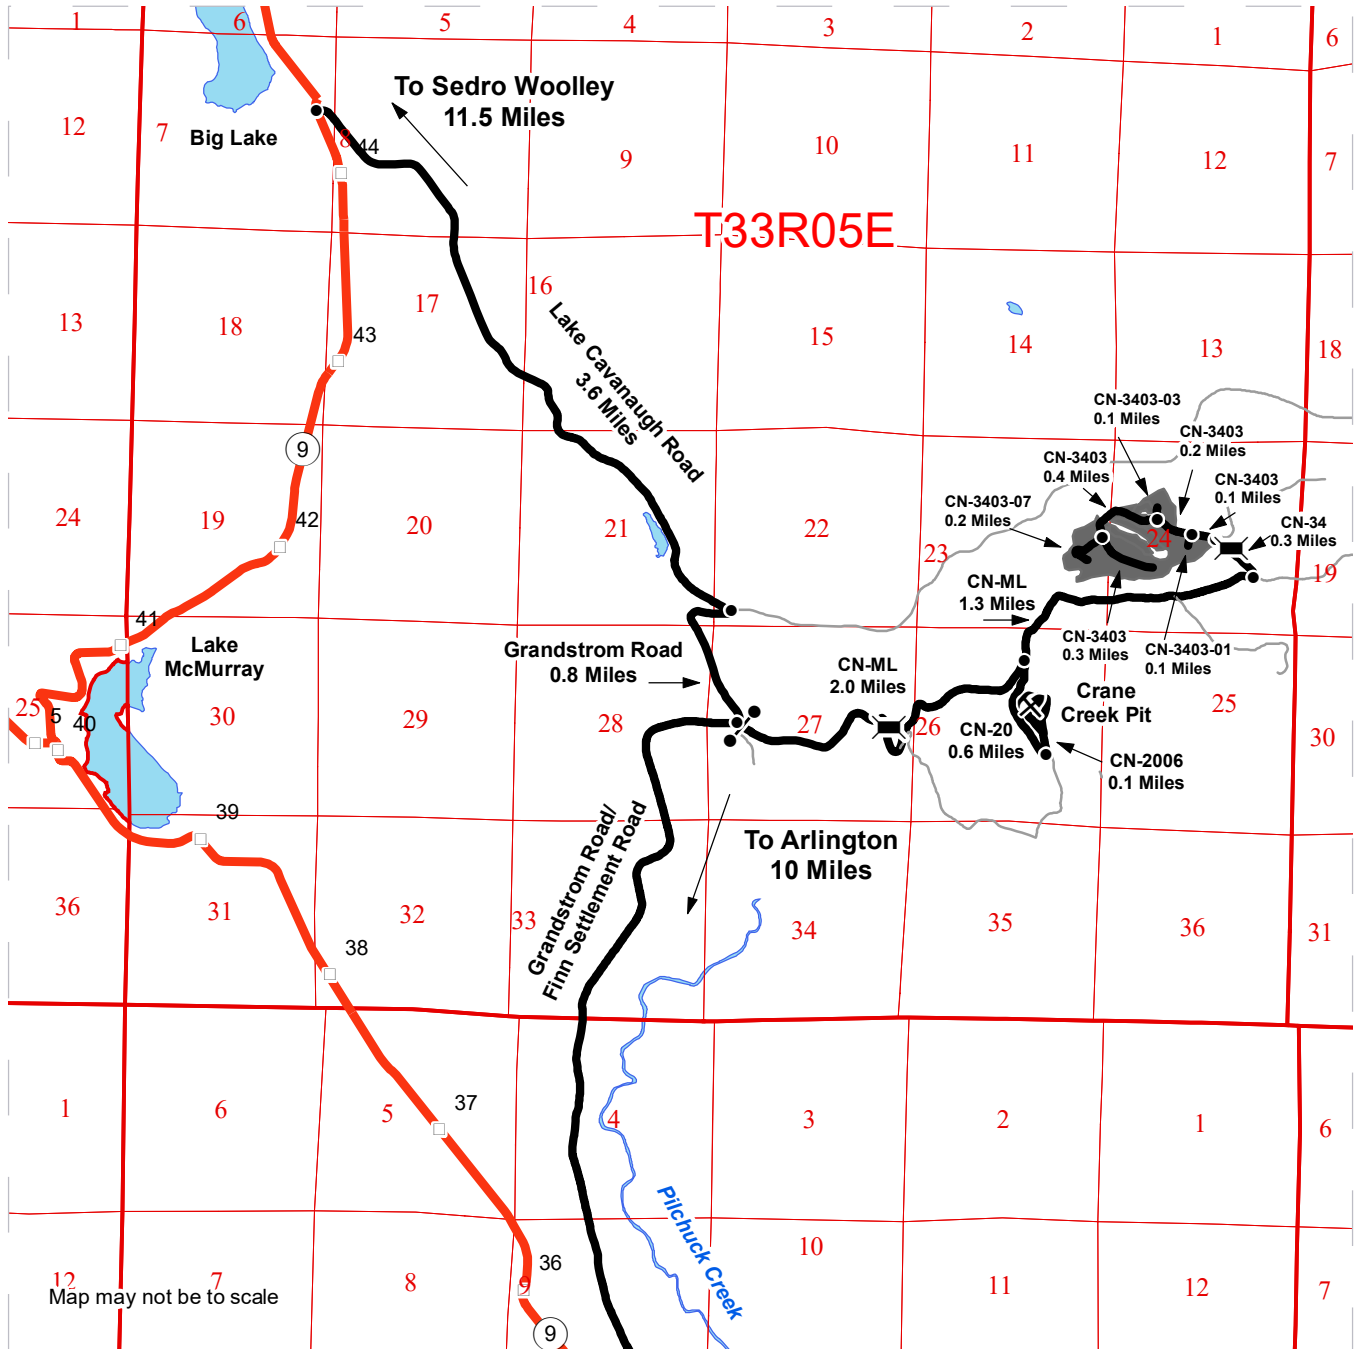 1
6
5
4
3
2
1
6
To Sedro Woolley
11.5 Miles
12
7
Big Lake
8
44
9
10
11
12
7
T33R05E
13
18
43
17
16
15
14
13
18
Lake Cavanaugh Road
3.6 Miles
9
CN-3403-03
0.1 Miles
CN-3403
0.2 Miles
CN-3403
0.4 Miles
CN-3403
0.1 Miles
CN-3403-07
0.2 Miles
CN-34
0.3 Miles
24
19
42
20
21
22
23
24
19
CN-ML
1.3 Miles
41
Lake
McMurray
Grandstrom Road
0.8 Miles
CN-ML
2.0 Miles
CN-3403
0.3 Miles
CN-3403-01
0.1 Miles
Crane
Creek Pit
25
5
40
30
29
28
27
26
CN-20
0.6 Miles
CN-2006
0.1 Miles
25
30
39
Grandstrom Road/
Finn Settlement Road
To Arlington
10 Miles
36
31
32
33
34
35
36
31
38
1
6
5
37
4
3
2
1
6
Pilchuck Creek
12
7
8
36
9
10
11
12
7
Map may not be to scale
9